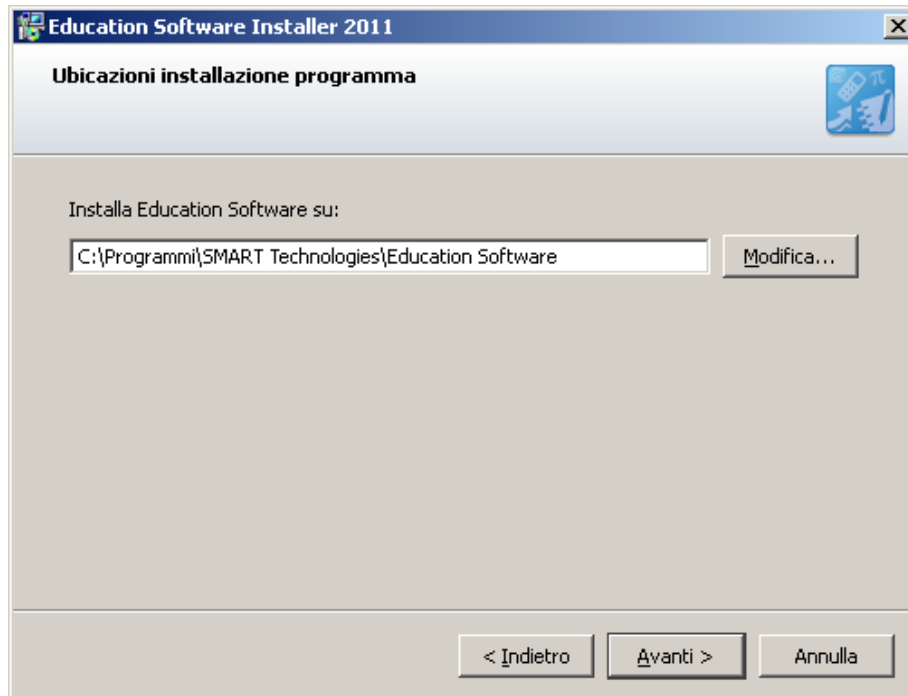 Education Software Installer 2011
Ubicazioni installazione programma
Installa Education Software su:
C:\Programmi\SMART Technologies\Education Software
Modifica...
< Indietro
Avanti >
Annulla